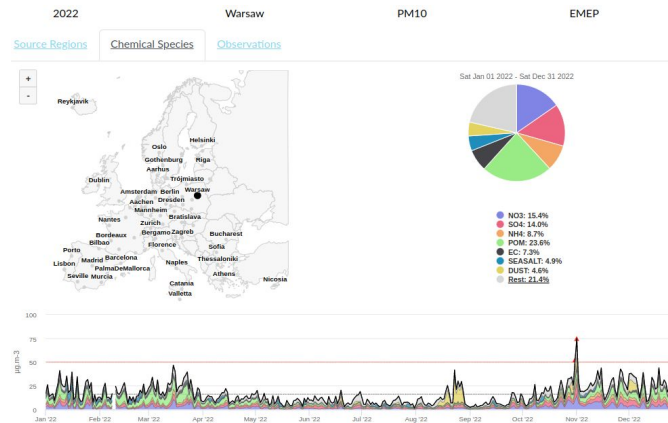 2022 Warsaw PM10 EMEP
Source Regions Chemical Species Observations
+
-
Reykjavik
Helsinki
Oslo
Gothenburg Riga
Aarhus
Dublin Trójmiasto
Amsterdam Berlin Warsaw
Aachen Dresden
Mannheim
Nantes Zurich Bratislava
Bordeaux Bergamo Zagreb Bucharest
Bilbao Florence Sofia
Porto Barcelona Thessaloniki
Lisbon Madrid PalmaDeMallorca Naples
Seville Murcia Athens
Catania Nicosia
Valletta
Sat Jan 01 2022 - Sat Dec 31 2022
NO3: 15.4%
SO4: 14.0%
NH4: 8.7%
POM: 23.6%
EC: 7.3%
SEASALT: 4.9%
DUST: 4.6%
Rest: 21.4%
100
75
50
25
0
µg.m-3
Jan '22 Feb '22 Mar '22 Apr '22 May '22 Jun '22 Jul '22 Aug '22 Sep '22 Oct '22 Nov '22 Dec '22